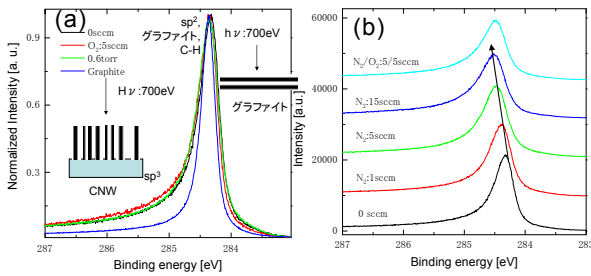 (a)
0sccm
O₂:5sccm
0.6torr
Graphite
sp²,
グラファイト,
C-H
hν:700eV
グラファイト
Hν:700eV
CNW
sp³
Normalized Intensity [a. u.]
0.9
0.6
0.3
287
286
285
284
Binding energy [eV]
(b)
60000
40000
20000
0
Intensity [a.u.]
N₂/O₂:5/5sccm
N₂:15sccm
N₂:5sccm
N₂:1sccm
0 sccm
287
286
285
284
283
Binding energy [eV]